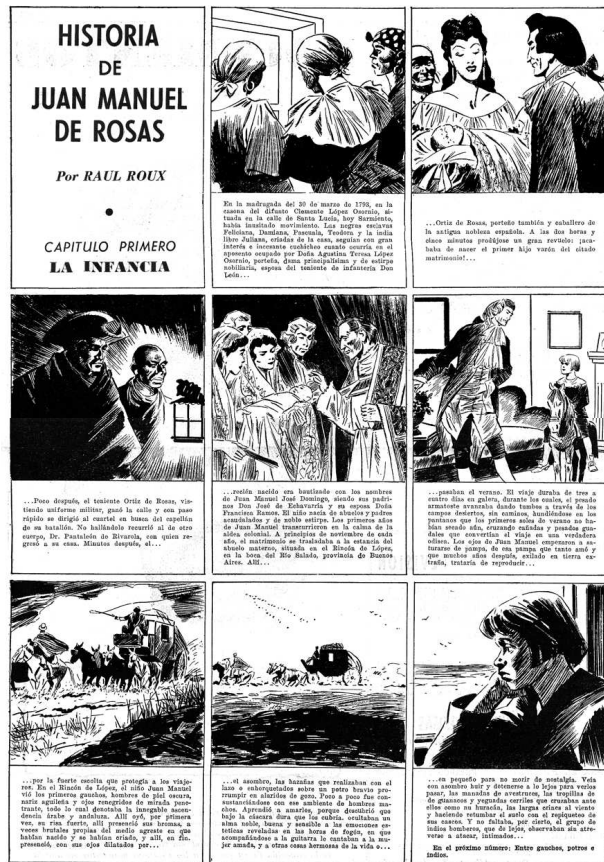 HISTORIA
DE
JUAN MANUEL
DE ROSAS
Por RAUL ROUX
CAPITULO PRIMERO
LA INFANCIA
En la madrugada del 30 de marzo de 1793, en la
casona del difunto Clemente López Osornio, si-
tuada en la calle de Santa Lucía, hoy Sarmiento,
había inusitado movimiento. Las negras esclavas
Feliciana, Damiana, Pascuala, Teodora y la india
libre Juliana, criadas de la casa, seguían con gran
interés e incesante cuchicheo cuanto ocurría en el
aposento ocupado por Doña Agustina Teresa López
Osornio, porteña, dama principalísima y de estirpe
nobiliaria, esposa del teniente de infantería Don
León...
...Ortiz de Rosas, porteño también y caballero de
la antigua nobleza española. A las dos horas y
cinco minutos prodújose un gran revuelo: ¡aca-
baba de nacer el primer hijo varón del citado
matrimonio!...
...Poco después, el teniente Ortiz de Rosas, vis-
tiendo uniforme militar, ganó la calle y con paso
rápido se dirigió al cuartel en busca del capellán
de su batallón. No hallándolo recurrió al de otro
cuerpo, Dr. Pantaleón de Rivarola, con quien re-
gresó a su casa. Minutos después, el...
...recién nacido era bautizado con los nombres
de Juan Manuel José Domingo, siendo sus padri-
nos Don José de Echavarría y su esposa Doña
Francisca Ramos. El niño nacía de abuelos y padres
acaudalados y de noble estirpe. Los primeros años
de Juan Manuel transcurrieron en la calma de la
aldea colonial. A principios de noviembre de cada
año, el matrimonio se trasladaba a la estancia del
abuelo materno, situada en el Rincón de López,
en la boca del Río Salado, provincia de Buenos
Aires. Allí...
...pasaban el verano. El viaje duraba de tres a
cuatro días en galera, durante los cuales, el pesado
armatoste avanzaba dando tumbos a través de los
campos desiertos, sin caminos, hundiéndose en los
pantanos que los primeros soles de verano no ha-
bían secado aún, cruzando cañadas y pesados gua-
dales que convertían el viaje en una verdadera
odisea. Los ojos de Juan Manuel empezaron a sa-
turarse de pampa, de esa pampa que tanto amó y
que muchos años después, exilado en tierra ex-
traña, trataría de reproducir...
...por la fuerte escolta que protegía a los viaje-
ros. En el Rincón de López, el niño Juan Manuel
vió los primeros gauchos, hombres de piel oscura,
nariz aguileña y ojos renegridos de mirada pene-
trante, todo lo cual denotaba la innegable ascen-
dencia árabe y andaluza. Allí oyó, por primera
vez, su risa fuerte, allí presenció sus bromas, a
veces brutales propias del medio agreste en que
habían nacido y se habían criado, y allí, en fin,
presenció, con sus ojos dilatados por...
...el asombro, las hazañas que realizaban con el
lazo e enhorquetados sobre un potro bravío pro-
rrumpir en alaridos de gozo. Poco a poco fue con-
sustanciándose con ese ambiente de hombres ma-
chos. Aprendió a amarlos, porque descubrió que
bajo la cáscara dura que los cubría, ocultaban un
alma noble, buena y sensible a las emociones es-
téticas reveladas en las horas de fogón, en que
acompañándose a la guitarra le cantaban a la mu-
jer amada, y a otras cosas hermosas de la vida o...
...en pequeño para no morir de nostalgia. Veía
con asombro huir y detenerse a lo lejos para verlos
pasar, las manadas de avestruces, las tropillas de
de guanacos y yeguadas cerriles que cruzaban ante
ellos como un huracán, las largas crines al viento
y haciendo retumbar el suelo con el repiqueteo de
sus cascos. Y no faltaba, por cierto, el grupo de
indios bomberos, que de lejos, observaban sin atre-
verse a atacar, intimados...
En el próximo número: Entre gauchos, potros e
indios.